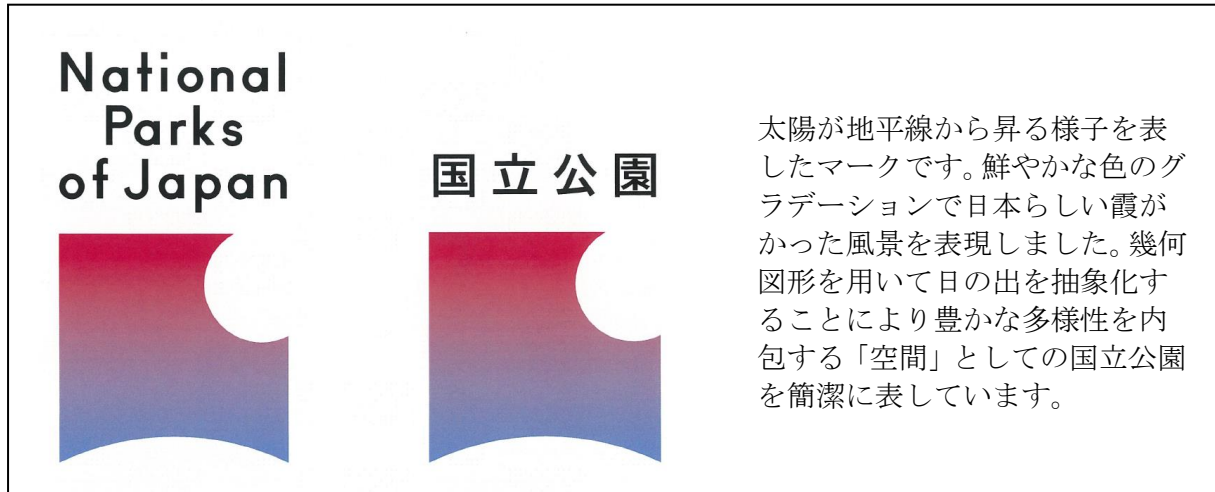 National
Parks
of Japan
国立公園
太陽が地平線から昇る様子を表
したマークです。鮮やかな色のグ
ラデーションで日本らしい霞が
かった風景を表現しました。幾何
図形を用いて日の出を抽象化す
ることにより豊かな多様性を内
包する「空間」としての国立公園
を簡潔に表しています。